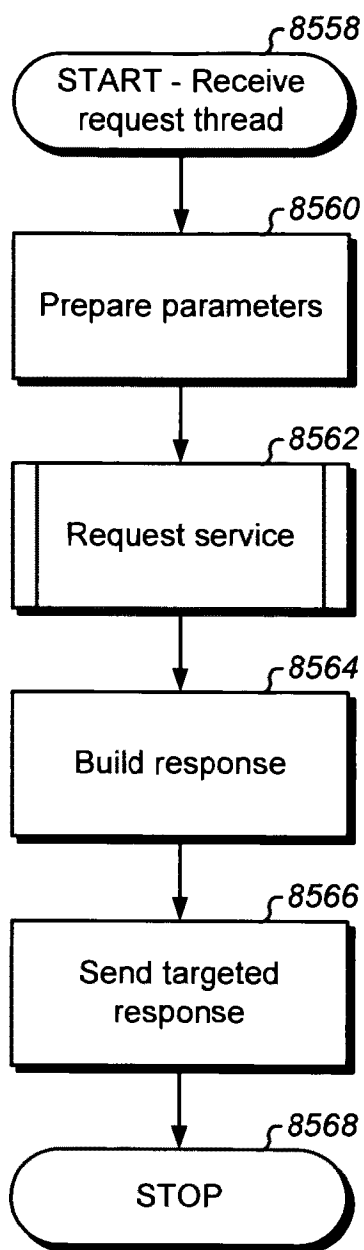 8558
START - Receive
request thread
8560
Prepare parameters
8562
Request service
8564
Build response
8566
Send targeted
response
8568
STOP